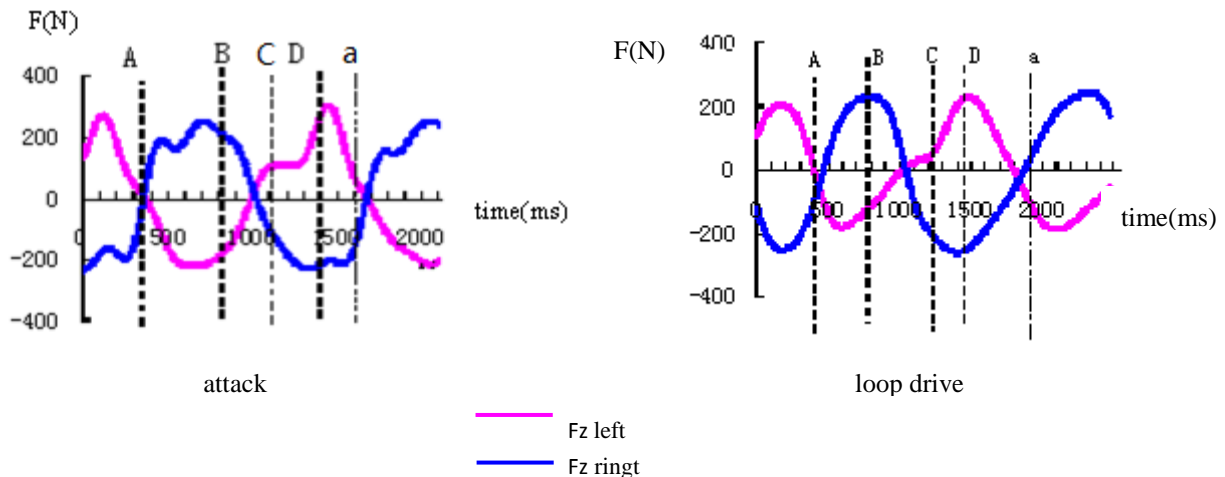 F(N)
A B C D a
400
200
0
-200
-400
0 500 1000 1500 2000
time(ms)
attack
F(N)
A B C D a
400
200
0
-200
-400
500 1000 1500 2000
time(ms)
loop drive
Fz left
Fz ringt